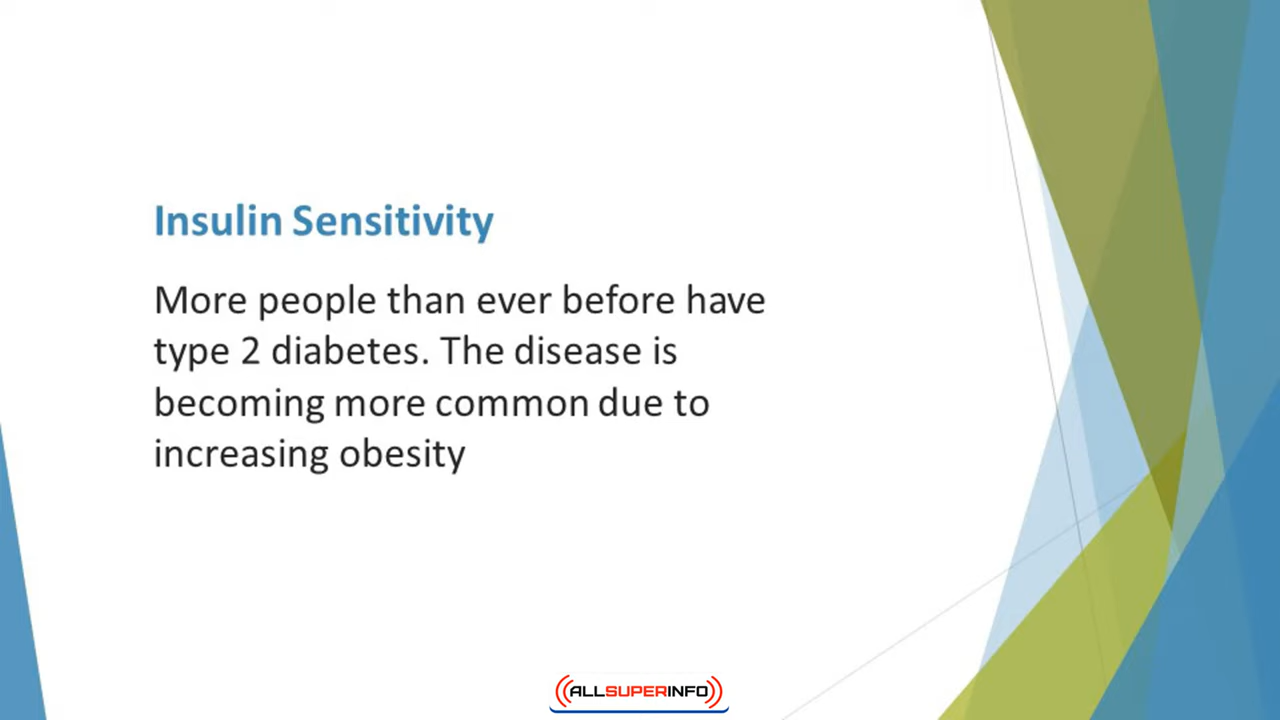 Insulin Sensitivity
More people than ever before have
type 2 diabetes. The disease is
becoming more common due to
increasing obesity
ALLSUPERINFO